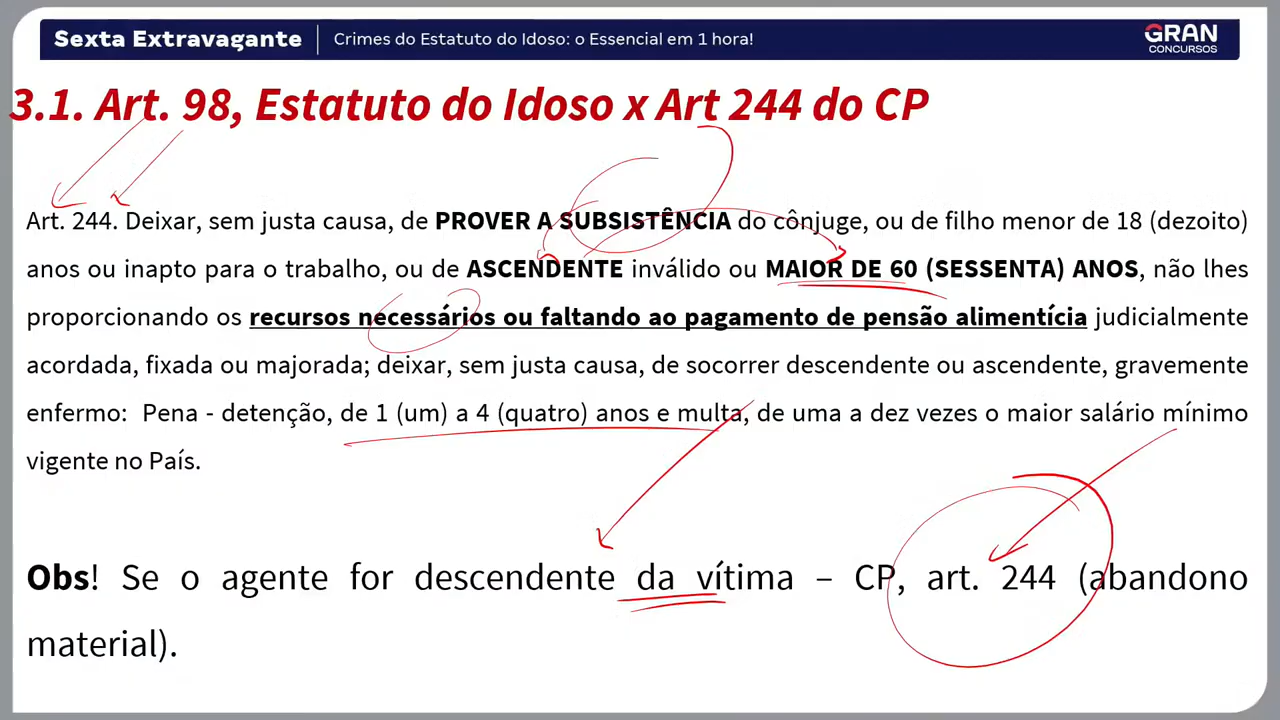 Sexta Extravagante | Crimes do Estatuto do Idoso: o Essencial em 1 hora!
GRAN
CONCURSOS
3.1. Art. 98, Estatuto do Idoso x Art 244 do CP
Art. 244. Deixar, sem justa causa, de PROVER A SUBSISTÊNCIA do cônjuge, ou de filho menor de 18 (dezoito)
anos ou inapto para o trabalho, ou de ASCENDENTE inválido ou MAIOR DE 60 (SESSENTA) ANOS, não lhes
proporcionando os recursos necessários ou faltando ao pagamento de pensão alimentícia judicialmente
acordada, fixada ou majorada; deixar, sem justa causa, de socorrer descendente ou ascendente, gravemente
enfermo: Pena - detenção, de 1 (um) a 4 (quatro) anos e multa, de uma a dez vezes o maior salário mínimo
vigente no País.
Obs! Se o agente for descendente da vítima – CP, art. 244 (abandono
material).